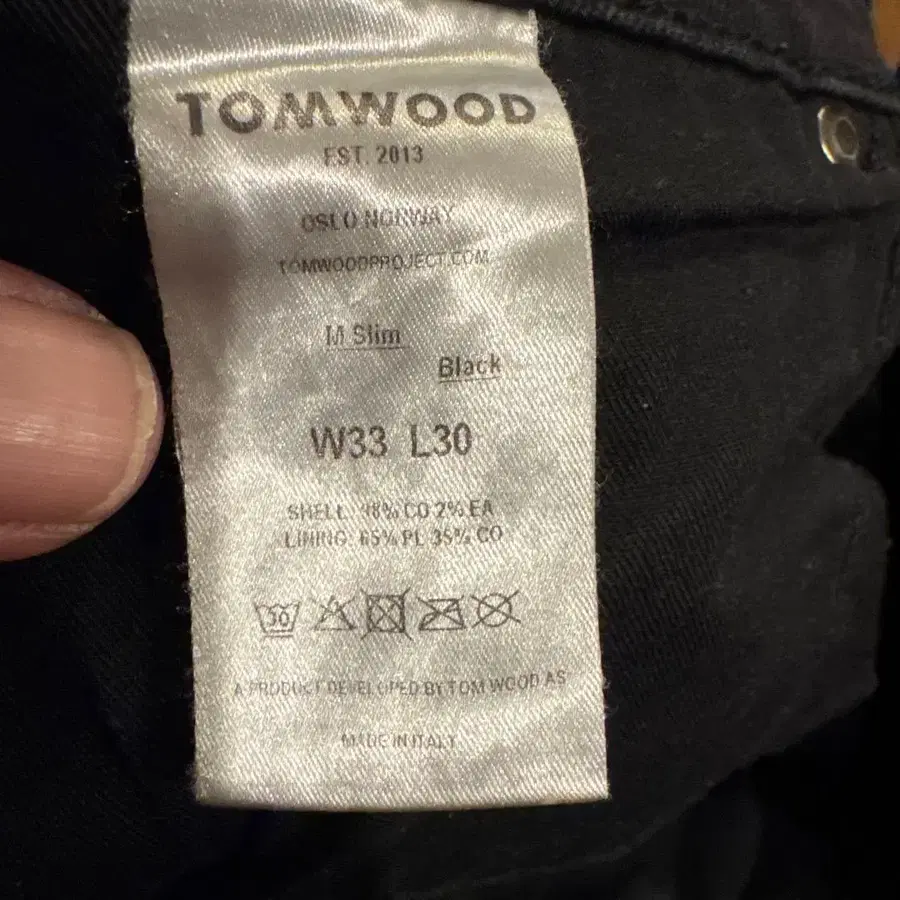 TOMWOOD
EST. 2013
OSLO NORWAY
TOMWOODPROJECT.COM
M Slim
Black
W33 L30
SHELL 98% CO 2% EA
LINING: 65% PL 35% CO
30
A PRODUCT DEVELOPED BY TOM WOOD AS
MADE IN ITALY